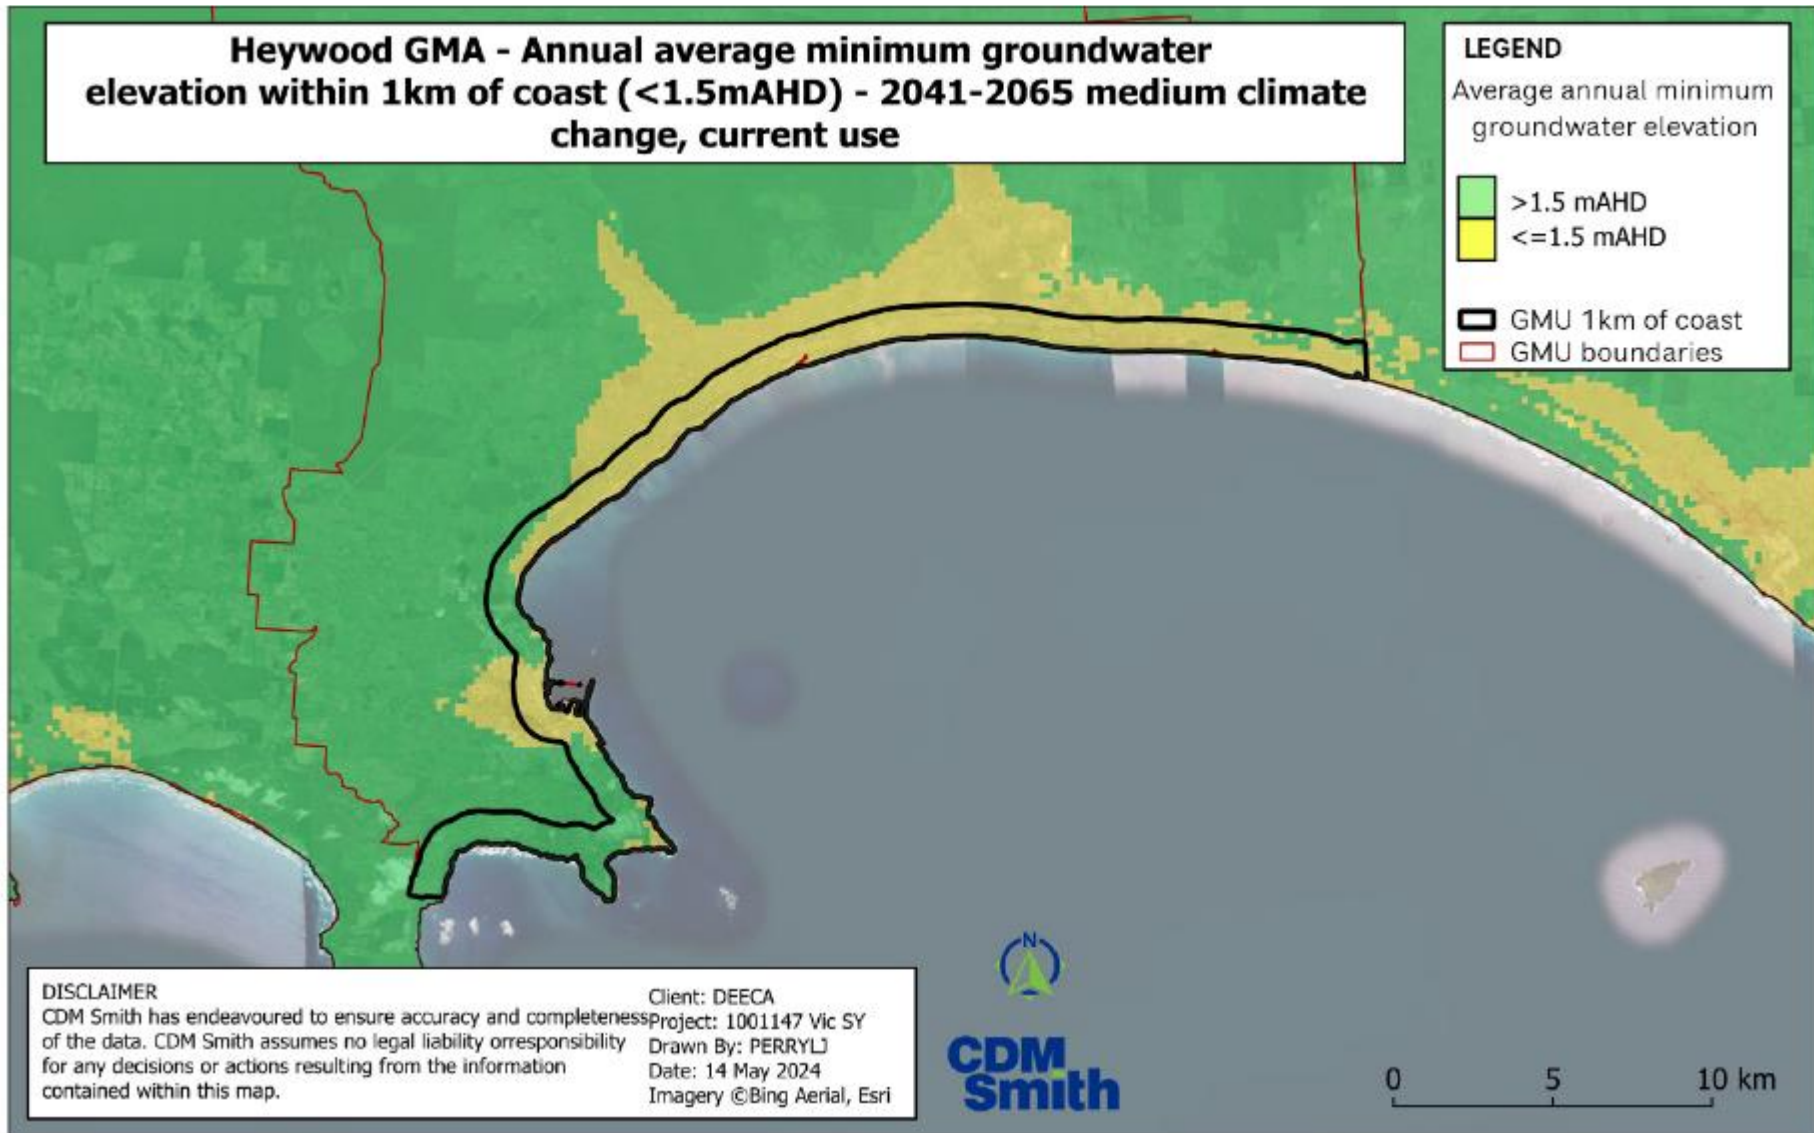 Heywood GMA - Annual average minimum groundwater
elevation within 1km of coast (<1.5mAHD) - 2041-2065 medium climate
change, current use
LEGEND
Average annual minimum
groundwater elevation
>1.5 mAHD
<=1.5 mAHD
GMU 1km of coast
GMU boundaries
DISCLAIMER
CDM Smith has endeavoured to ensure accuracy and completeness
of the data. CDM Smith assumes no legal liability orresponsibility
for any decisions or actions resulting from the information
contained within this map.
Client: DEECA
Project: 1001147 Vic SY
Drawn By: PERRYLJ
Date: 14 May 2024
Imagery ©Bing Aerial, Esri
N
CDM
Smith
0 5 10 km